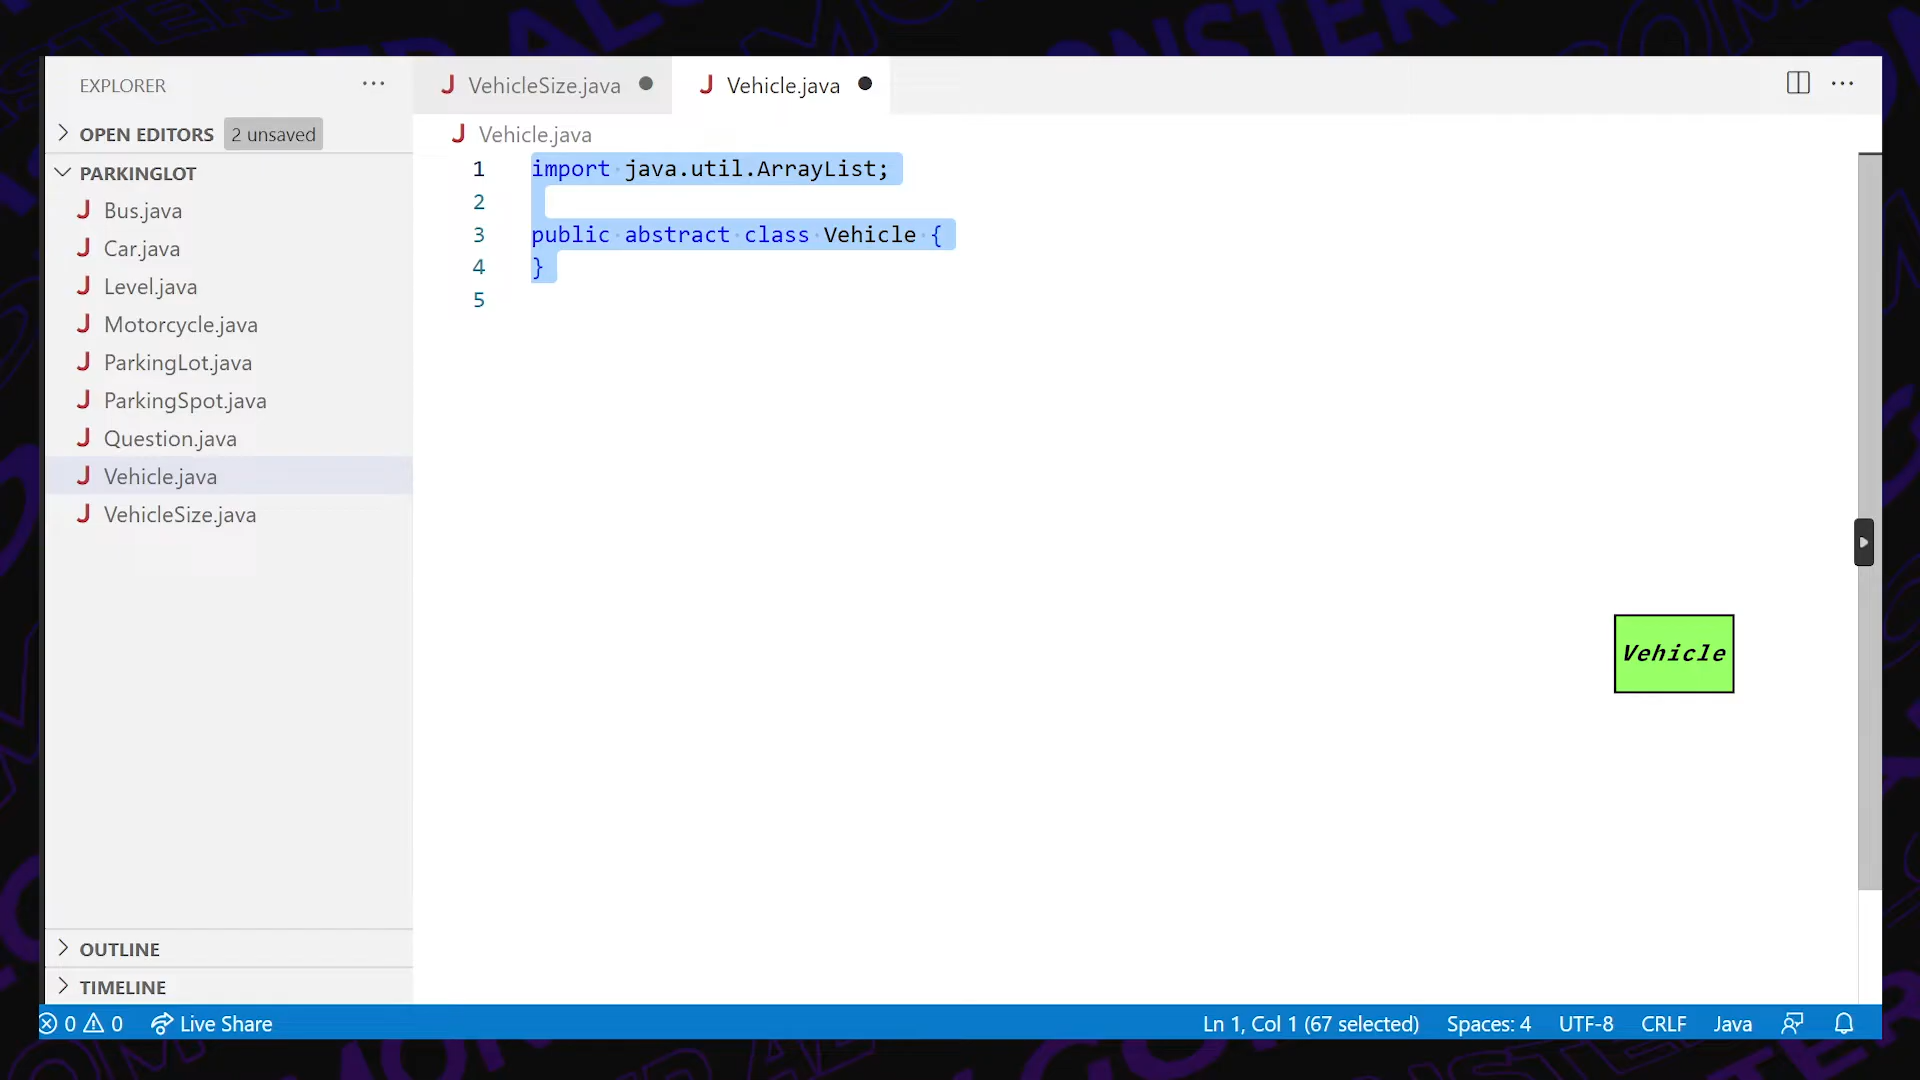 EXPLORER
VehicleSize.java
Vehicle.java
OPEN EDITORS 2 unsaved
Vehicle.java
PARKINGLOT
Bus.java
Car.java
Level.java
Motorcycle.java
ParkingLot.java
ParkingSpot.java
Question.java
Vehicle.java
VehicleSize.java
OUTLINE
TIMELINE
1 import java.util.ArrayList;
2
3 public abstract class Vehicle {
4 }
5
Vehicle
0 0 Live Share
Ln 1, Col 1 (67 selected) Spaces: 4 UTF-8 CRLF Java